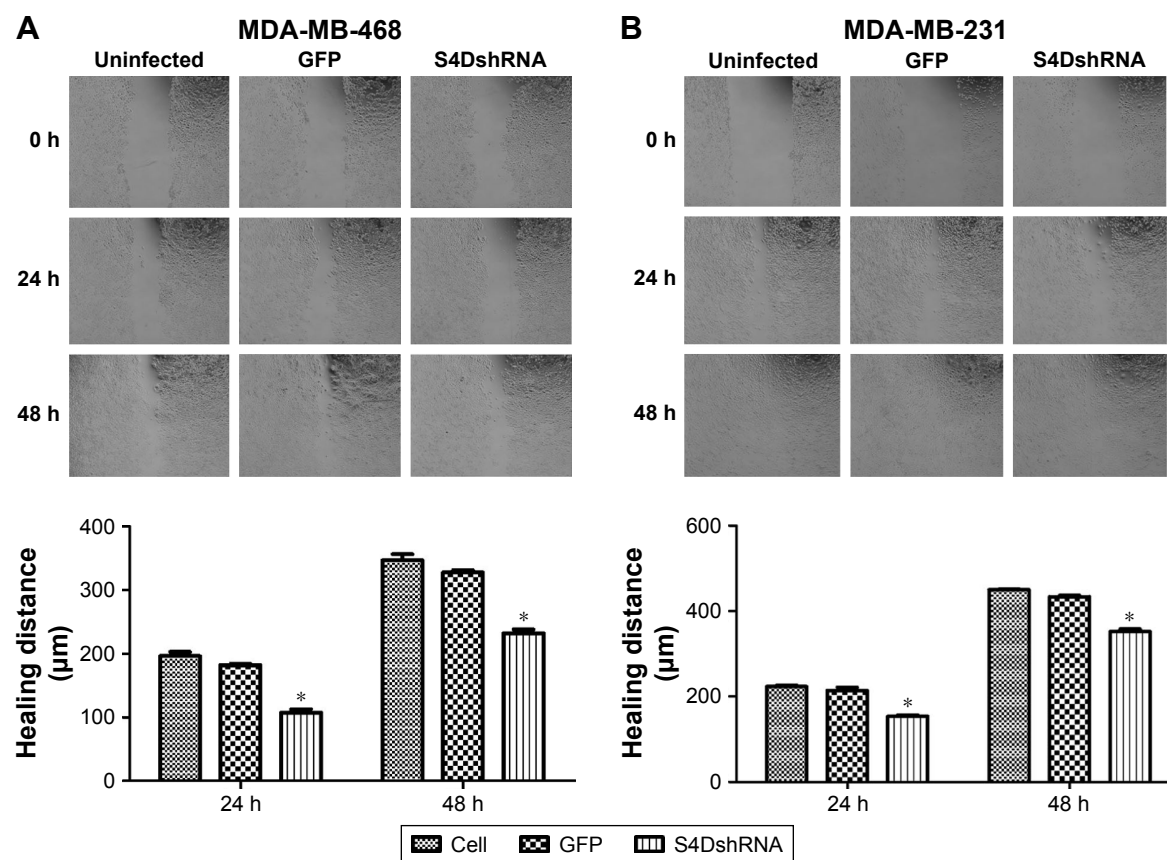 A
MDA-MB-468
Uninfected GFP S4DshRNA
0 h
24 h
48 h
400
300
200
100
0
Healing distance
(µm)
*
*
24 h 48 h
B
MDA-MB-231
Uninfected GFP S4DshRNA
0 h
24 h
48 h
600
400
200
0
Healing distance
(µm)
*
*
24 h 48 h
Cell GFP S4DshRNA